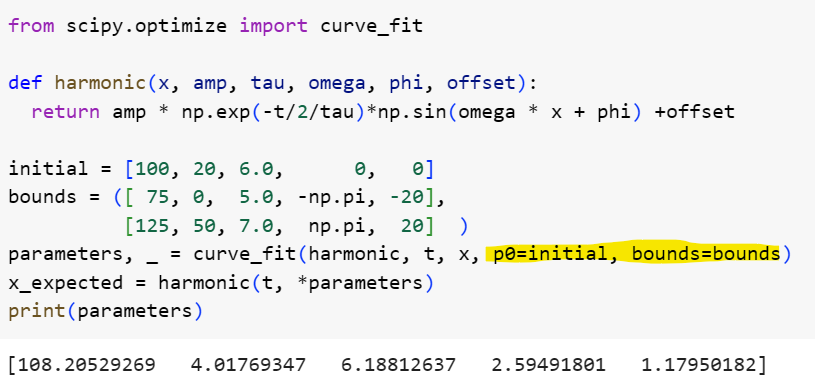 from scipy.optimize import curve_fit
def harmonic(x, amp, tau, omega, phi, offset):
  return amp * np.exp(-t/2/tau)*np.sin(omega * x + phi) +offset
initial = [100, 20, 6.0,      0,   0]
bounds = ([ 75, 0,  5.0, -np.pi, -20],
          [125, 50, 7.0,  np.pi,  20]  )
parameters, _ = curve_fit(harmonic, t, x, p0=initial, bounds=bounds)
x_expected = harmonic(t, *parameters)
print(parameters)
[108.20529269   4.01769347   6.18812637   2.59491801   1.17950182]